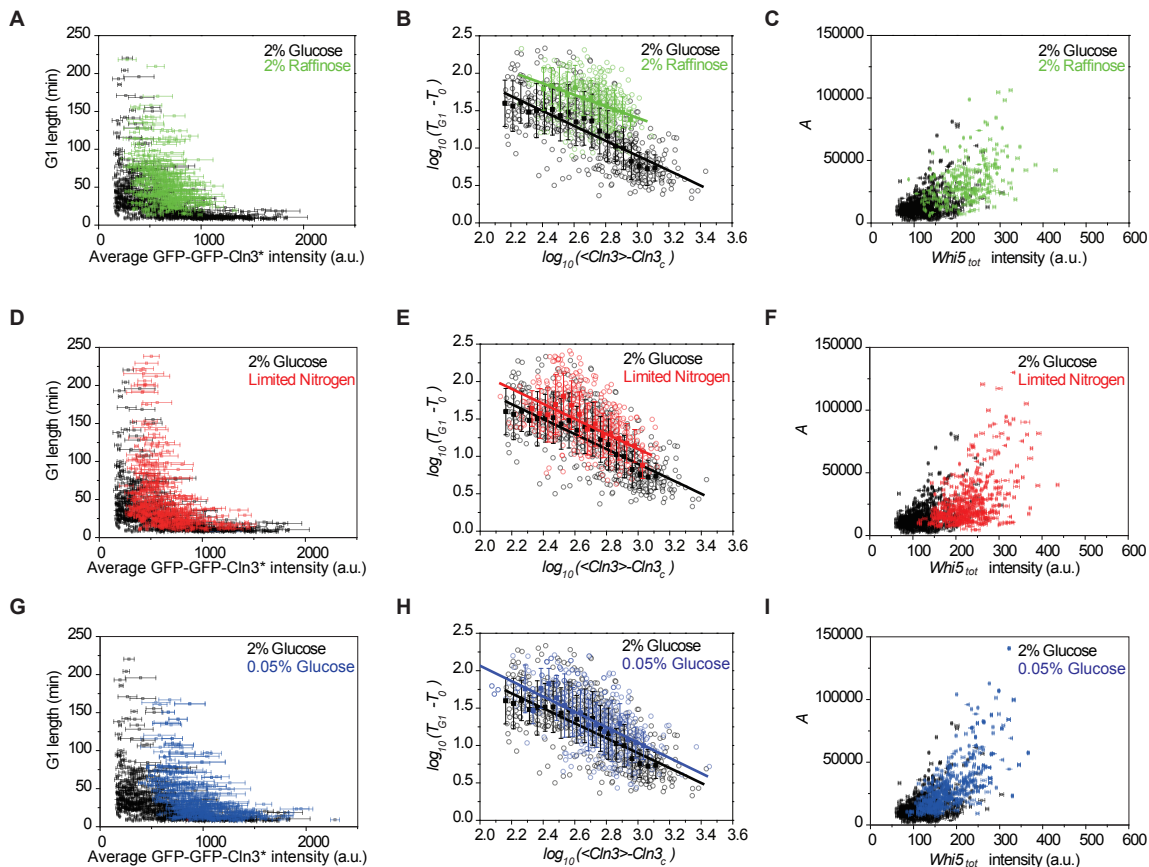 A
B
C
250
200
150
100
50
0
G1 length (min)
2% Glucose
2% Raffinose
0
1000
2000
Average GFP-GFP-Cln3* intensity (a.u.)
2.5
2.0
1.5
1.0
0.5
0.0
log10(TG1 -T0)
2% Glucose
2% Raffinose
2.0 2.2 2.4 2.6 2.8 3.0 3.2 3.4 3.6
log10(<Cln3>-Cln3c)
150000
100000
50000
0
A
2% Glucose
2% Raffinose
0 100 200 300 400 500 600
Whi5tot intensity (a.u.)
D
E
F
250
200
150
100
50
0
G1 length (min)
2% Glucose
Limited Nitrogen
0
1000
2000
Average GFP-GFP-Cln3* intensity (a.u.)
2.5
2.0
1.5
1.0
0.5
0.0
log10(TG1 -T0)
2% Glucose
Limited Nitrogen
2.0 2.2 2.4 2.6 2.8 3.0 3.2 3.4 3.6
log10(<Cln3>-Cln3c)
150000
100000
50000
0
A
2% Glucose
Limited Nitrogen
0 100 200 300 400 500 600
Whi5tot intensity (a.u.)
G
H
I
250
200
150
100
50
0
G1 length (min)
2% Glucose
0.05% Glucose
0
1000
2000
Average GFP-GFP-Cln3* intensity (a.u.)
2.5
2.0
1.5
1.0
0.5
0.0
log10(TG1 -T0)
2% Glucose
0.05% Glucose
2.0 2.2 2.4 2.6 2.8 3.0 3.2 3.4 3.6
log10(<Cln3>-Cln3c)
150000
100000
50000
0
A
2% Glucose
0.05% Glucose
0 100 200 300 400 500 600
Whi5tot intensity (a.u.)